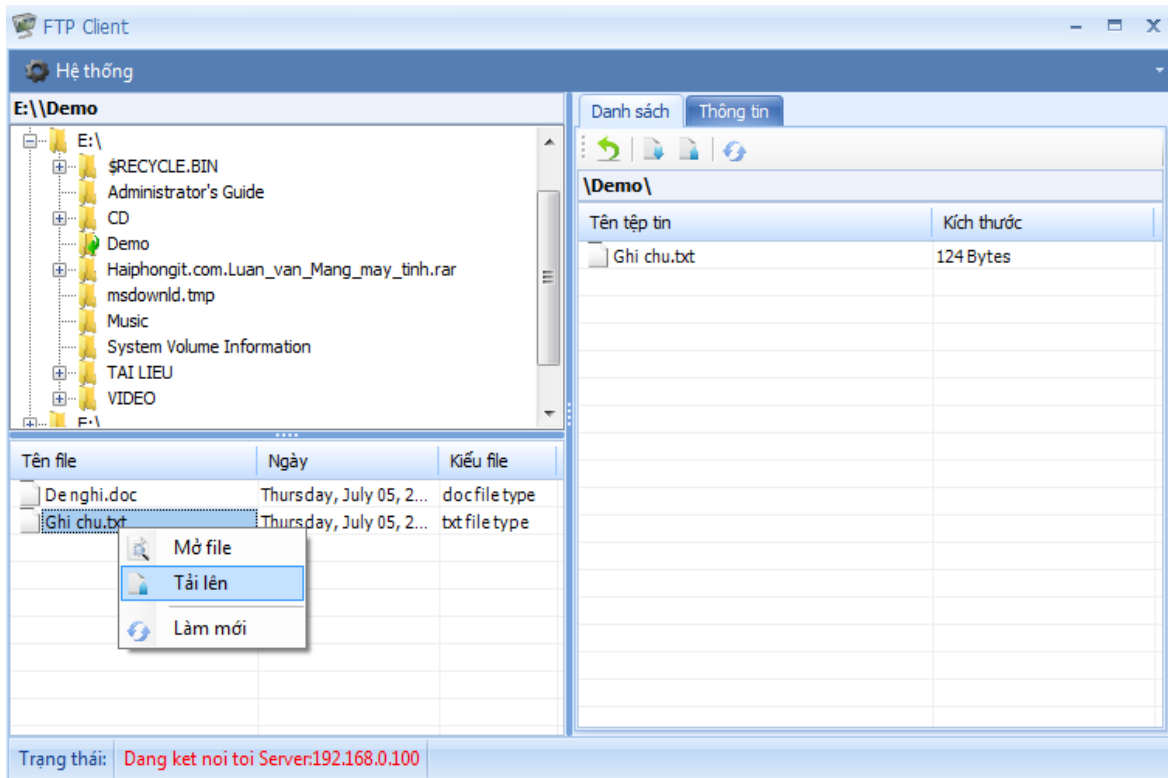 FTP Client
Hệ thống
E:\\Demo
E:\
$RECYCLE.BIN
Administrator's Guide
CD
Demo
Haiphongit.com.Luan_van_Mang_may_tinh.rar
msdownld.tmp
Music
System Volume Information
TAI LIEU
VIDEO
Tên file Ngày Kiểu file
De nghi.doc Thursday, July 05, 2... doc file type
Ghi chu.txt Thursday, July 05, 2... txt file type
Mở file
Tải lên
Làm mới
Danh sách Thông tin
\Demo\
Tên tệp tin Kích thước
Ghi chu.txt 124 Bytes
Trạng thái: Dang ket noi toi Server:192.168.0.100